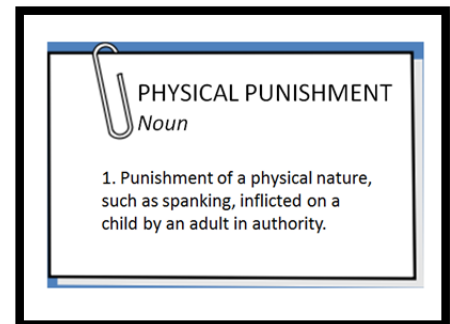 PHYSICAL PUNISHMENT
Noun
1. Punishment of a physical nature,
such as spanking, inflicted on a
child by an adult in authority.